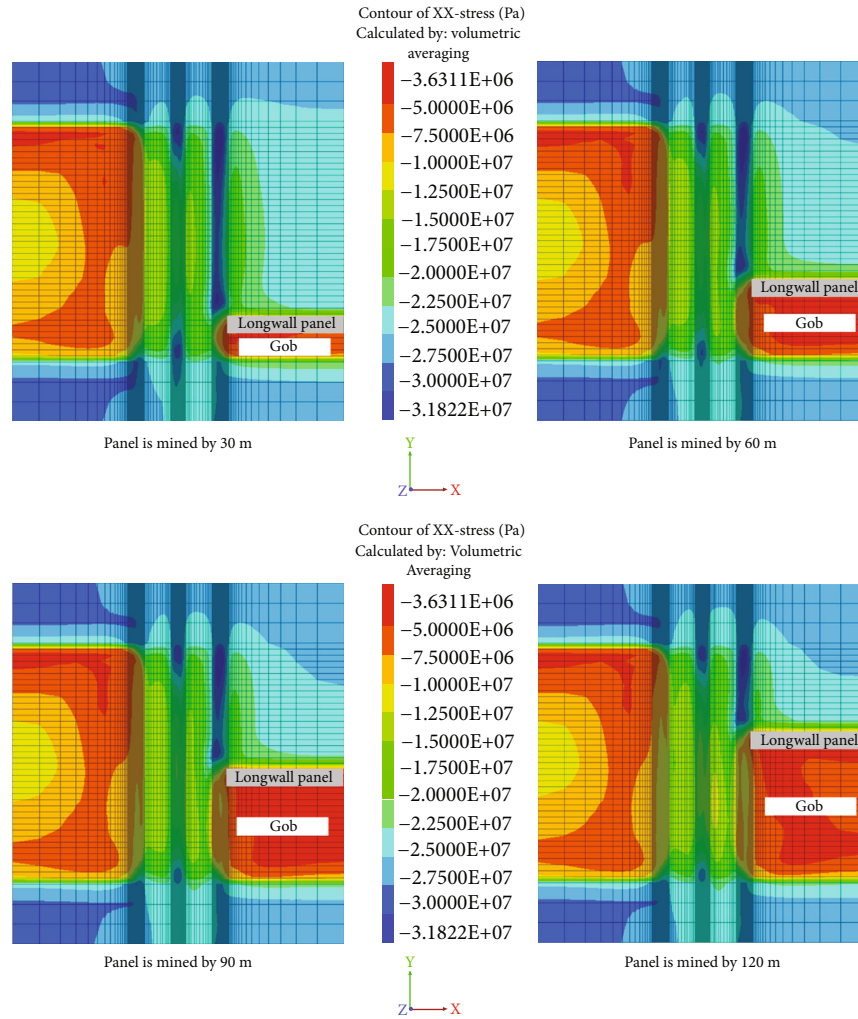 Contour of XX-stress (Pa)
Calculated by: volumetric
averaging
−3.6311E+06
−5.0000E+06
−7.5000E+06
−1.0000E+07
−1.2500E+07
−1.5000E+07
−1.7500E+07
−2.0000E+07
−2.2500E+07
−2.5000E+07
−2.7500E+07
−3.0000E+07
−3.1822E+07
Longwall panel
Gob
Longwall panel
Gob
Panel is mined by 30 m
Panel is mined by 60 m
Y
Z
X
Contour of XX-stress (Pa)
Calculated by: Volumetric
Averaging
−3.6311E+06
−5.0000E+06
−7.5000E+06
−1.0000E+07
−1.2500E+07
−1.5000E+07
−1.7500E+07
−2.0000E+07
−2.2500E+07
−2.5000E+07
−2.7500E+07
−3.0000E+07
−3.1822E+07
Longwall panel
Gob
Longwall panel
Gob
Panel is mined by 90 m
Panel is mined by 120 m
Y
Z
X